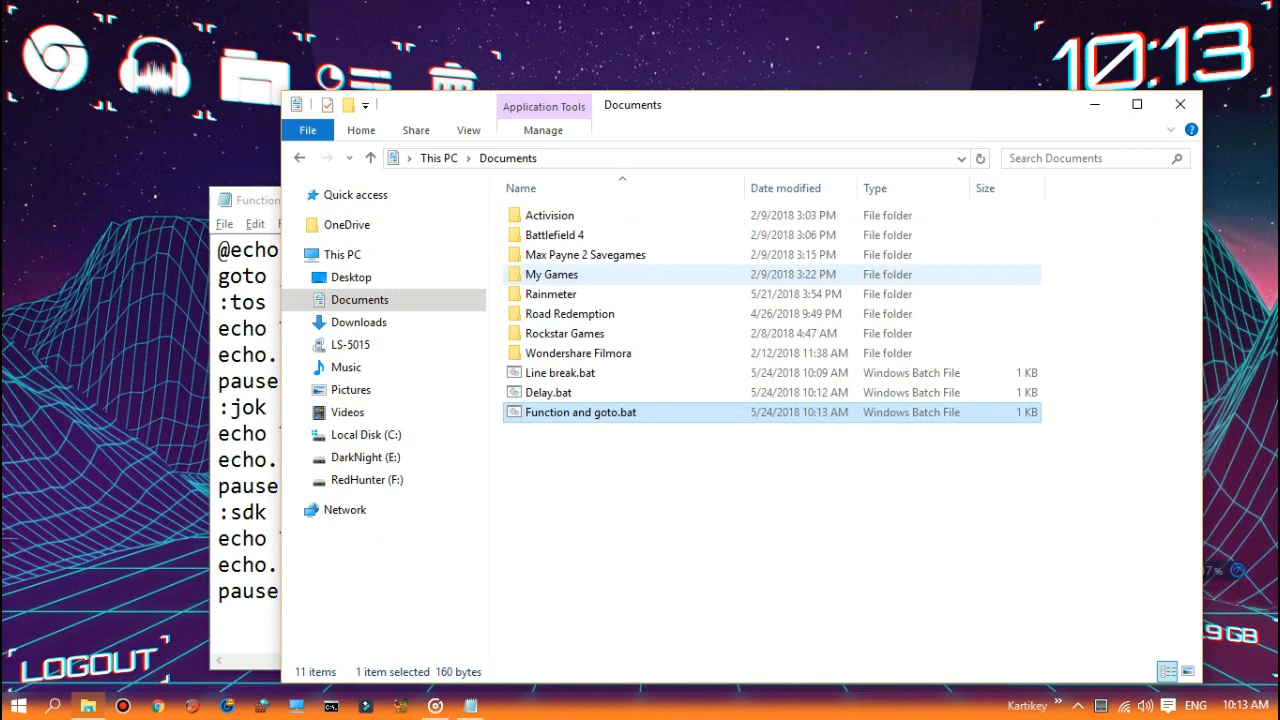 10:13
Application Tools
Documents
File
Home
Share
View
Manage
This PC
Documents
Search Documents
Name
Date modified
Type
Size
Quick access
OneDrive
This PC
Desktop
Documents
Downloads
LS-5015
Music
Pictures
Videos
Local Disk (C:)
DarkNight (E:)
RedHunter (F:)
Network
Activision 2/9/2018 3:03 PM File folder
Battlefield 4 2/9/2018 3:06 PM File folder
Max Payne 2 Savegames 2/9/2018 3:15 PM File folder
My Games 2/9/2018 3:22 PM File folder
Rainmeter 5/21/2018 3:54 PM File folder
Road Redemption 4/26/2018 9:49 PM File folder
Rockstar Games 2/8/2018 4:47 AM File folder
Wondershare Filmora 2/12/2018 11:38 AM File folder
Line break.bat 5/24/2018 10:09 AM Windows Batch File 1 KB
Delay.bat 5/24/2018 10:12 AM Windows Batch File 1 KB
Function and goto.bat 5/24/2018 10:13 AM Windows Batch File 1 KB
11 items 1 item selected 160 bytes
Function
File Edit
@echo
goto
:tos
echo
echo.
pause
:jok
echo
echo.
pause
:sdk
echo
echo.
pause
LOGOUT
7 %
9 GB
Kartikey
ENG
10:13 AM